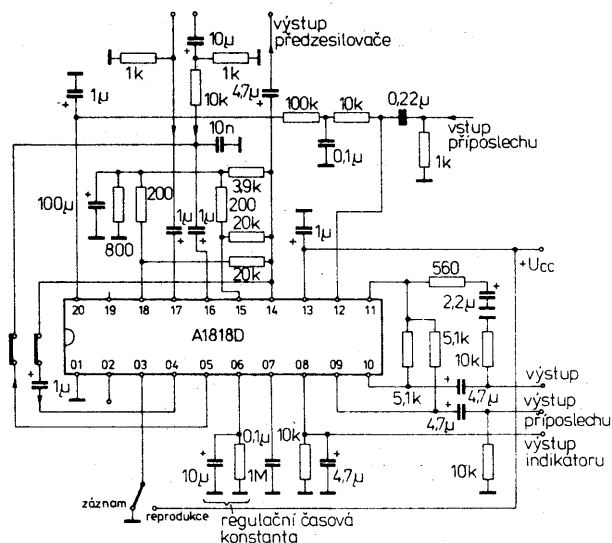 výstup
předzesilovače
10µ
1k
1k
10k
4,7µ
1µ
100k
10k
0,22µ
vstup
příposlechu
10n
0,1µ
1k
3,9k
100µ
200
200
1µ
1µ
20k
1µ
800
20k
+Ucc
560
2,2µ
20 19 18 17 16 15 14 13 12 11
A1818D
5,1k
10k
01 02 03 04 05 06 07 08 09 10
5,1k
výstup
4,7µ
1µ
výstup
příposlechu
4,7µ
0,1µ
10k
výstup
indikátoru
10µ
1M
4,7µ
10k
záznam
reprodukce
regulační časová
konstanta